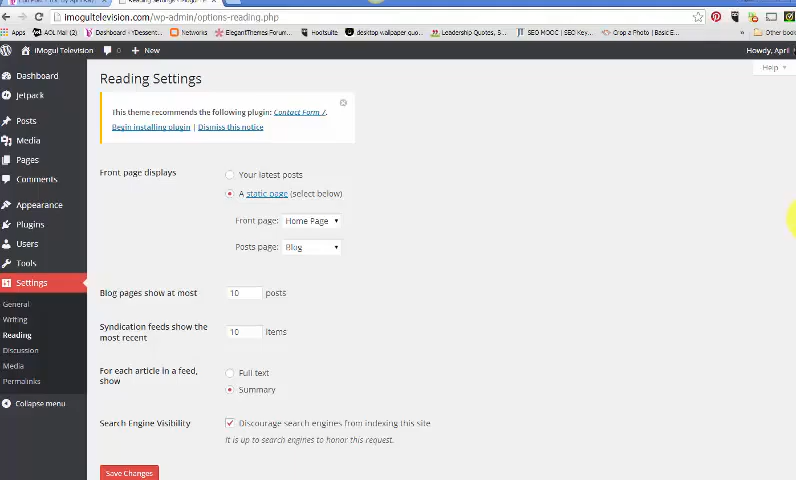 imogultelevision.com/wp-admin/options-reading.php
Apps
AOL Mail (2)
Dashboard / YDessent...
Networks
ElegantThemes Forum...
Hootsuite
desktop wallpaper quo...
Leadership Quotes, S...
SEO MOOC | SEO Key...
Crop a Photo | Basic E...
Other book
iMogul Television
0
+ New
Howdy, April
Help ▾
Dashboard
Jetpack
Posts
Media
Pages
Comments
Appearance
Plugins
Users
Tools
Settings
General
Writing
Reading
Discussion
Media
Permalinks
Collapse menu
Reading Settings
This theme recommends the following plugin: Contact Form 7.
Begin installing plugin | Dismiss this notice
Front page displays
Your latest posts
A static page (select below)
Front page: Home Page
Posts page: Blog
Blog pages show at most
10 posts
Syndication feeds show the
most recent
10 items
For each article in a feed,
show
Full text
Summary
Search Engine Visibility
Discourage search engines from indexing this site
It is up to search engines to honor this request.
Save Changes